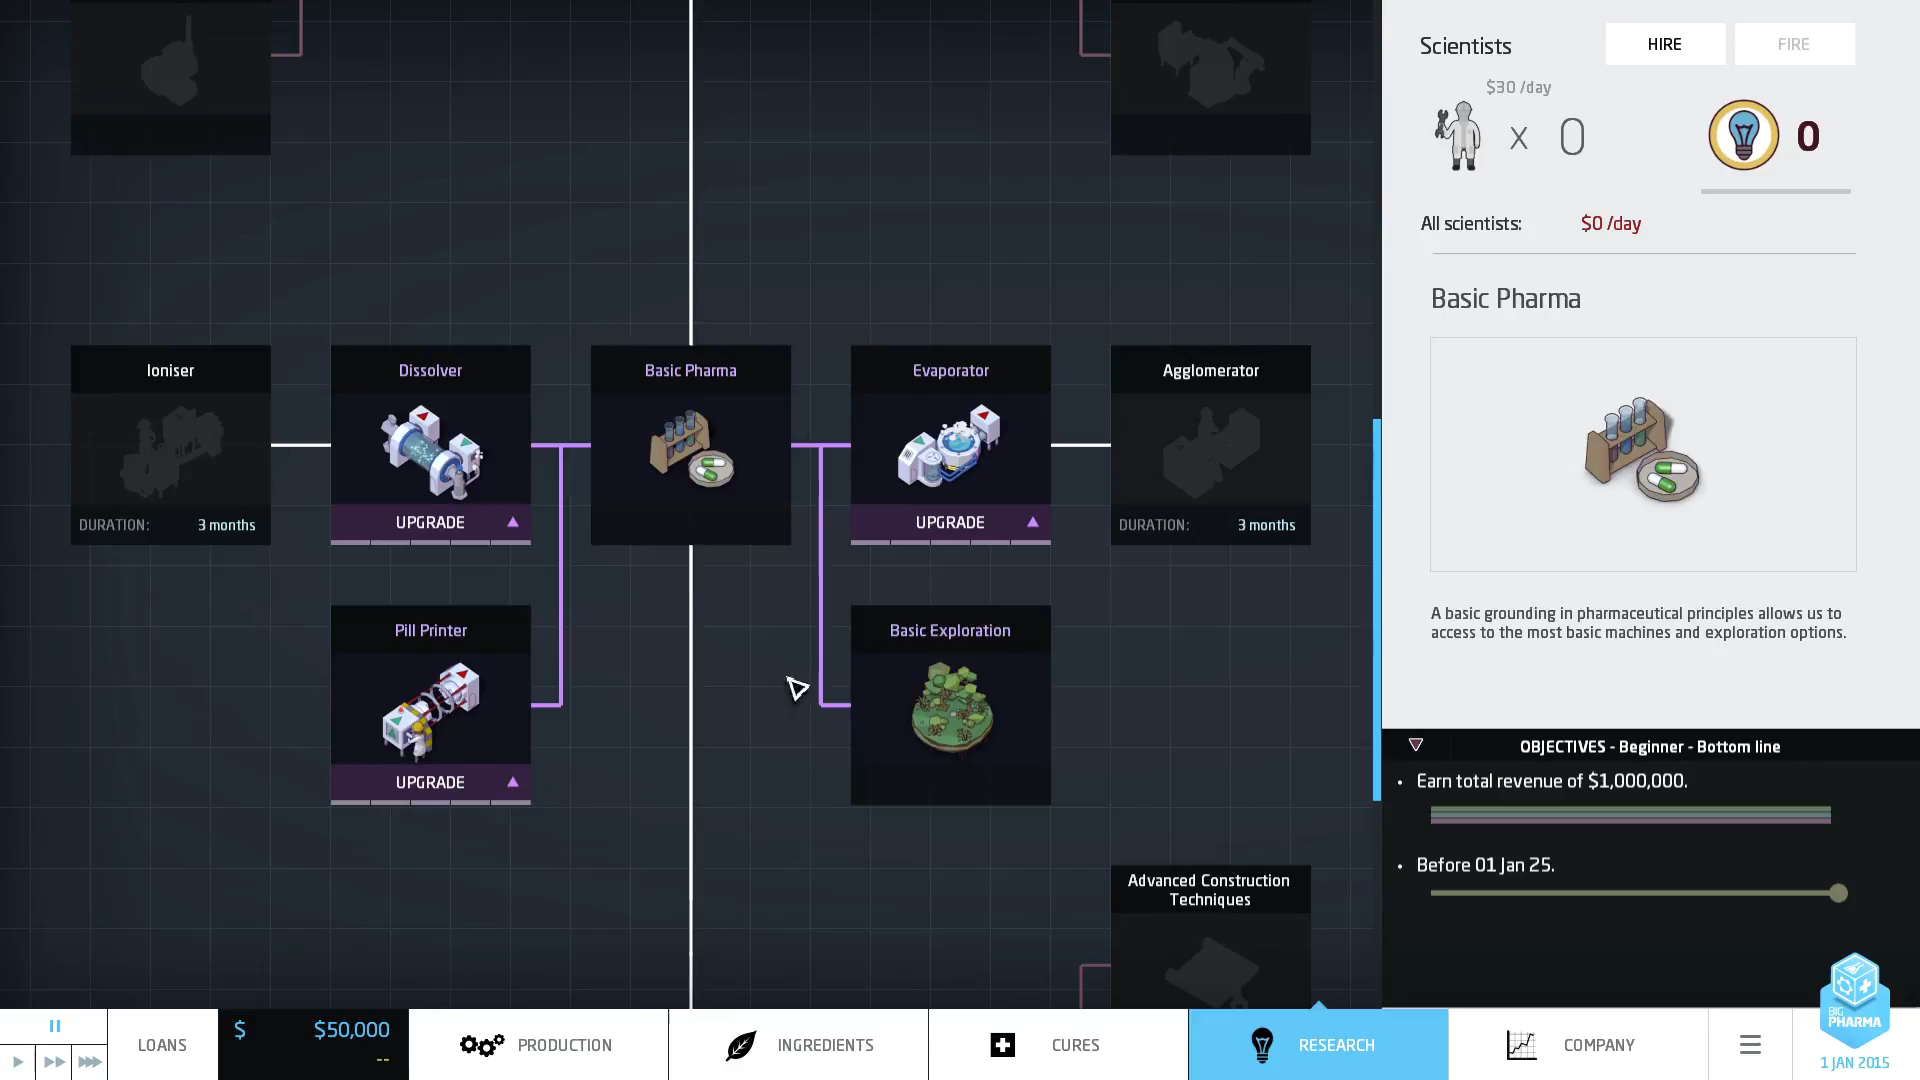 Scientists
HIRE
FIRE
$30 /day
X 0
0
All scientists: $0 /day
Basic Pharma
Ioniser
DURATION: 3 months
Dissolver
UPGRADE
Basic Pharma
Evaporator
UPGRADE
Agglomerator
DURATION: 3 months
Pill Printer
UPGRADE
Basic Exploration
Advanced Construction
Techniques
A basic grounding in pharmaceutical principles allows us to
access to the most basic machines and exploration options.
OBJECTIVES - Beginner - Bottom line
• Earn total revenue of $1,000,000.
• Before 01 Jan 25.
LOANS
$ $50,000
--
PRODUCTION
INGREDIENTS
CURES
RESEARCH
COMPANY
BIG
PHARMA
1 JAN 2015